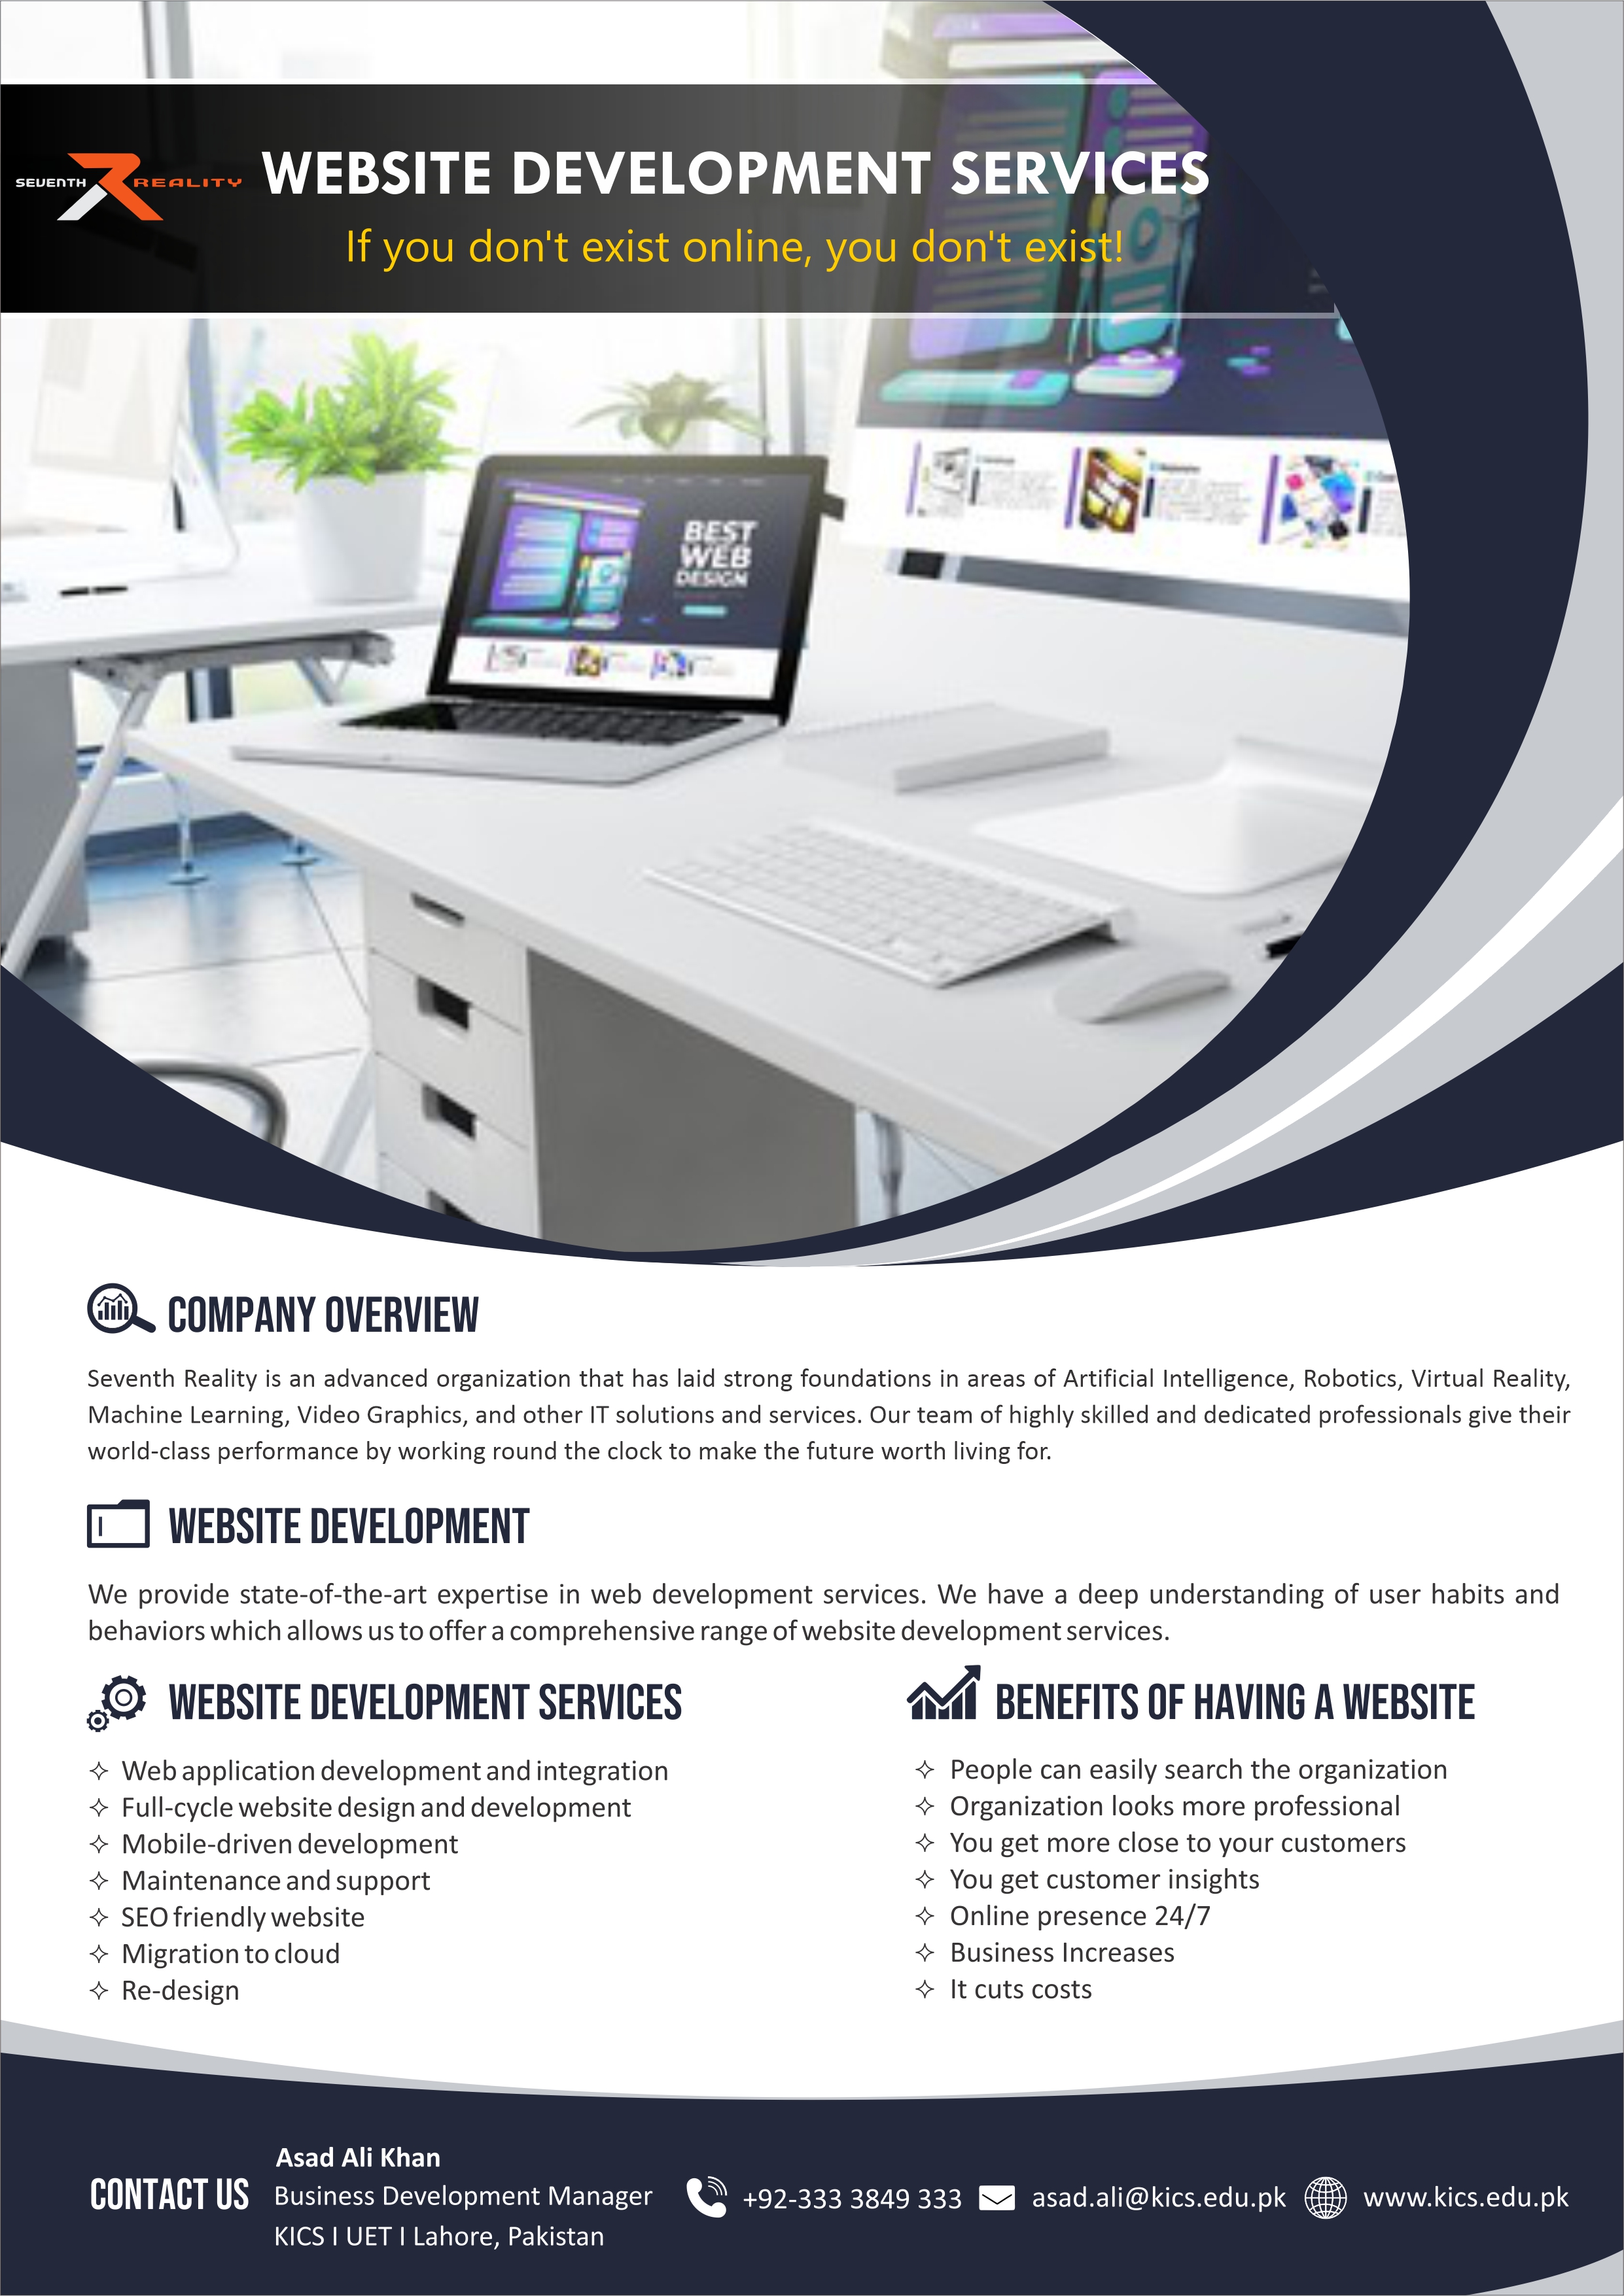 SEVENTH REALITY
WEBSITE DEVELOPMENT SERVICES
If you don't exist online, you don't exist!
BEST
WEB
DESIGN
COMPANY OVERVIEW
Seventh Reality is an advanced organization that has laid strong foundations in areas of Artificial Intelligence, Robotics, Virtual Reality,
Machine Learning, Video Graphics, and other IT solutions and services. Our team of highly skilled and dedicated professionals give their
world-class performance by working round the clock to make the future worth living for.
WEBSITE DEVELOPMENT
We provide state-of-the-art expertise in web development services. We have a deep understanding of user habits and
behaviors which allows us to offer a comprehensive range of website development services.
WEBSITE DEVELOPMENT SERVICES
✧ Web application development and integration
✧ Full-cycle website design and development
✧ Mobile-driven development
✧ Maintenance and support
✧ SEO friendly website
✧ Migration to cloud
✧ Re-design
BENEFITS OF HAVING A WEBSITE
✧ People can easily search the organization
✧ Organization looks more professional
✧ You get more close to your customers
✧ You get customer insights
✧ Online presence 24/7
✧ Business Increases
✧ It cuts costs
CONTACT US
Asad Ali Khan
Business Development Manager
KICS I UET I Lahore, Pakistan
+92-333 3849 333
asad.ali@kics.edu.pk
www.kics.edu.pk